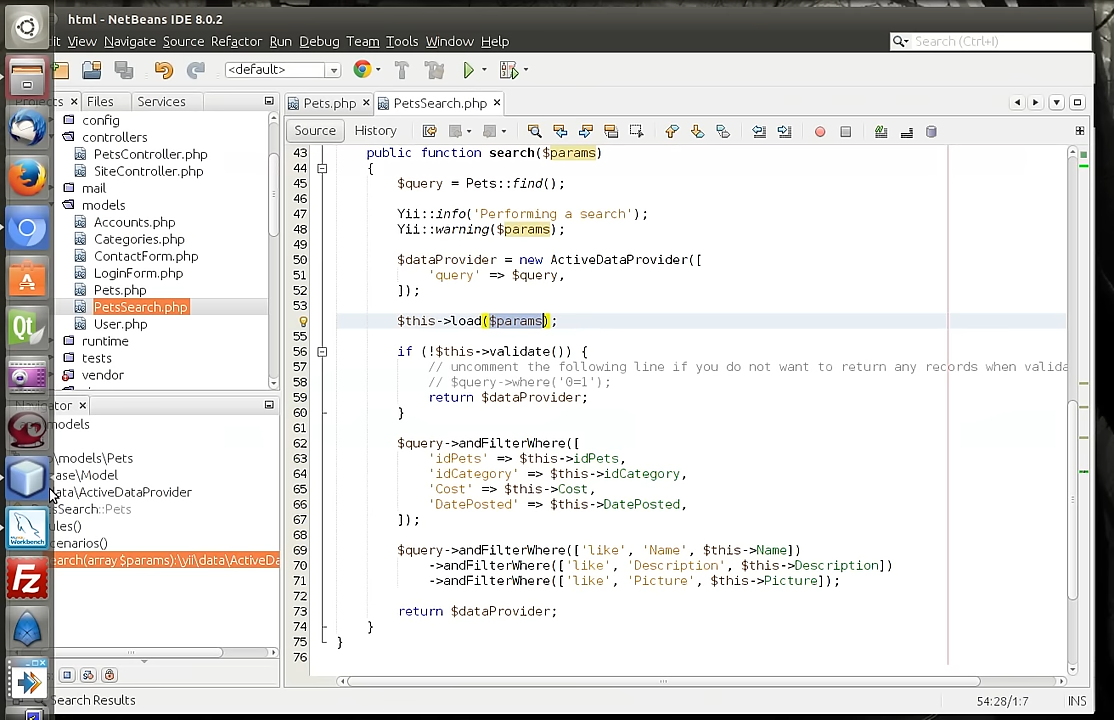 html - NetBeans IDE 8.0.2
it View Navigate Source Refactor Run Debug Team Tools Window Help
Search (Ctrl+I)
<default>
Projects Files Services
Pets.php PetsSearch.php
Source History
config
controllers
PetsController.php
SiteController.php
mail
models
Accounts.php
Categories.php
ContactForm.php
LoginForm.php
Pets.php
PetsSearch.php
User.php
runtime
tests
vendor
Navigator
models
\models\Pets
ase\Model
ata\ActiveDataProvider
sSearch::Pets
ules()
cenarios()
earch(array $params):\yii\data\ActiveDa
43 public function search($params)
44 {
45 $query = Pets::find();
46
47 Yii::info('Performing a search');
48 Yii::warning($params);
49
50 $dataProvider = new ActiveDataProvider([
51 'query' => $query,
52 ]);
53
$this->load($params);
55
56 if (!$this->validate()) {
57 // uncomment the following line if you do not want to return any records when valida
58 // $query->where('0=1');
59 return $dataProvider;
60 }
61
62 $query->andFilterWhere([
63 'idPets' => $this->idPets,
64 'idCategory' => $this->idCategory,
65 'Cost' => $this->Cost,
66 'DatePosted' => $this->DatePosted,
67 ]);
68
69 $query->andFilterWhere(['like', 'Name', $this->Name])
70 ->andFilterWhere(['like', 'Description', $this->Description])
71 ->andFilterWhere(['like', 'Picture', $this->Picture]);
72
73 return $dataProvider;
74 }
75 }
76
Search Results
54:28/1:7 INS